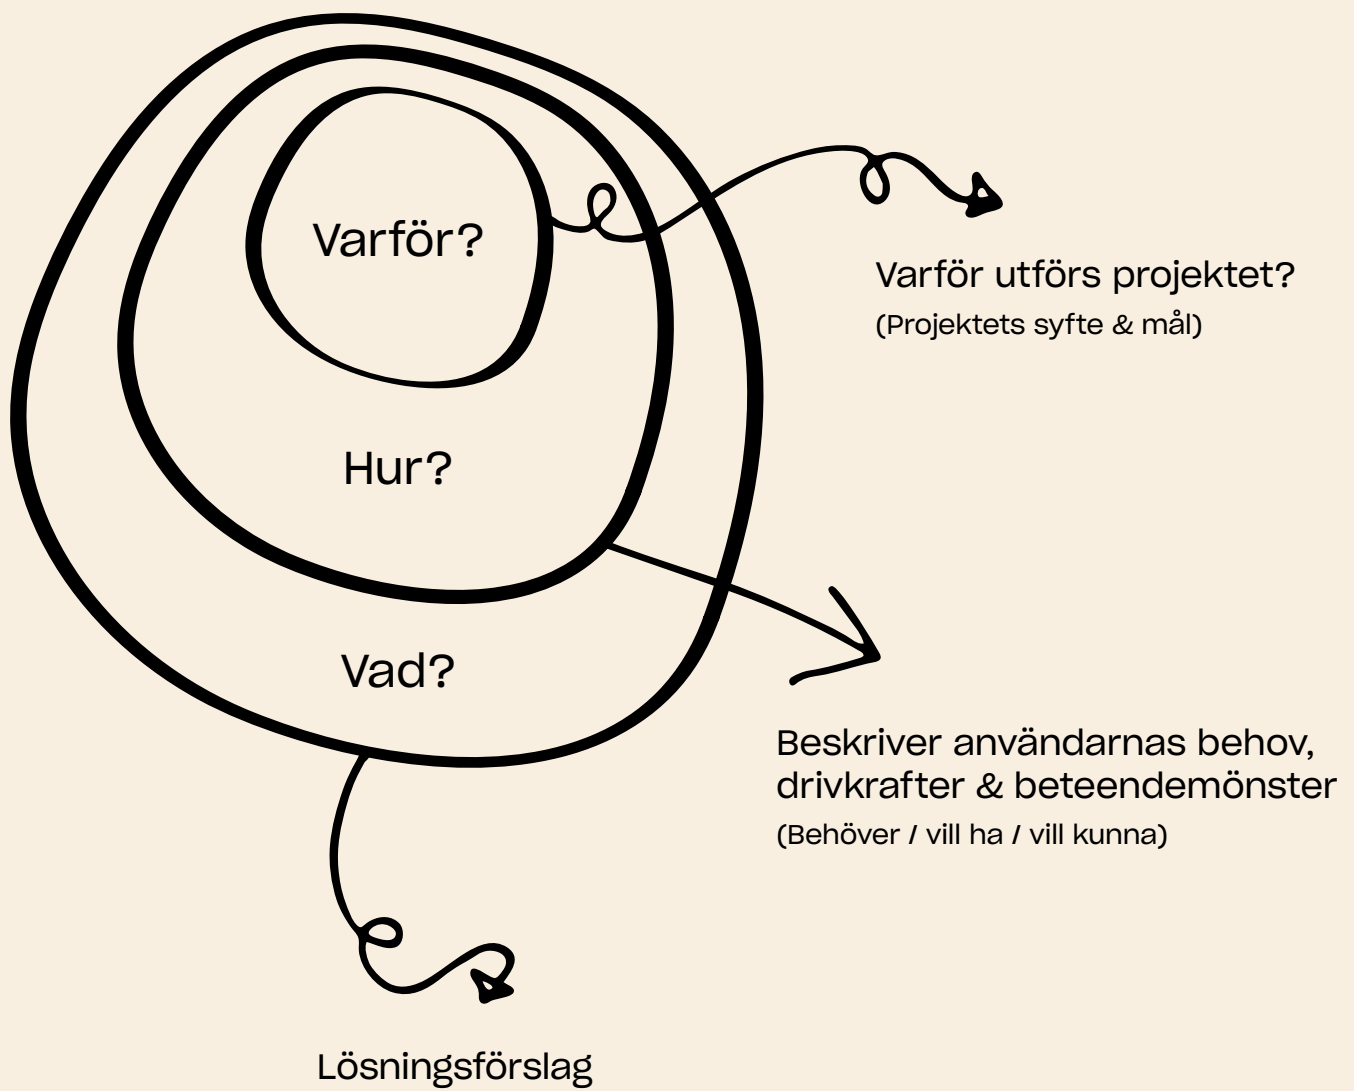 Varför?
Varför utförs projektet?
(Projektets syfte & mål)
Hur?
Vad?
Beskriver användarnas behov,
drivkrafter & beteendemönster
(Behöver / vill ha / vill kunna)
Lösningsförslag